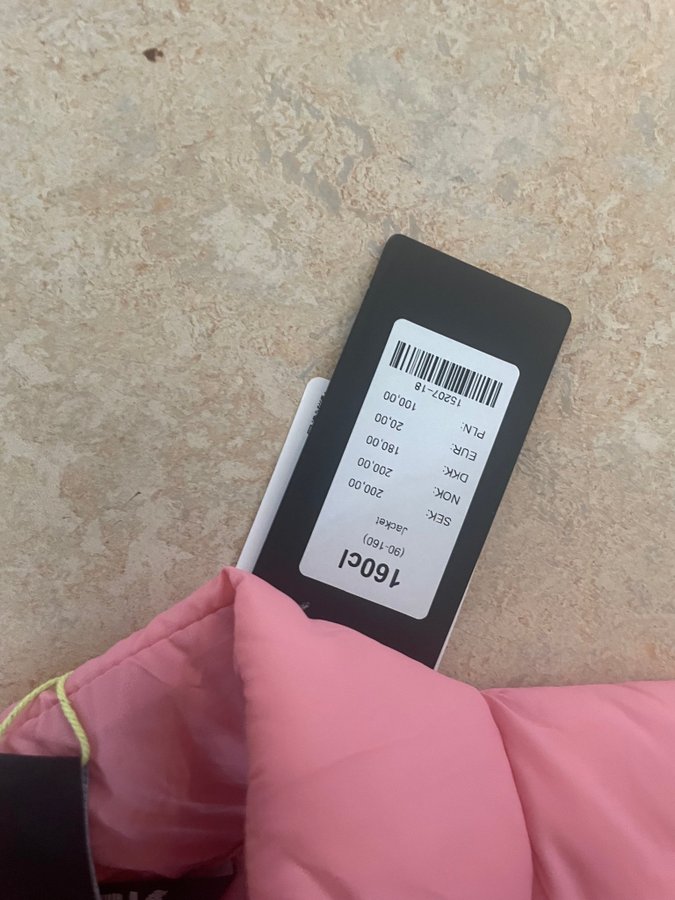 160cl
(90-160)
Jacket
SEK: 200,00
NOK: 200,00
DKK: 180,00
EUR: 20,00
PLN: 100,00
15207-18